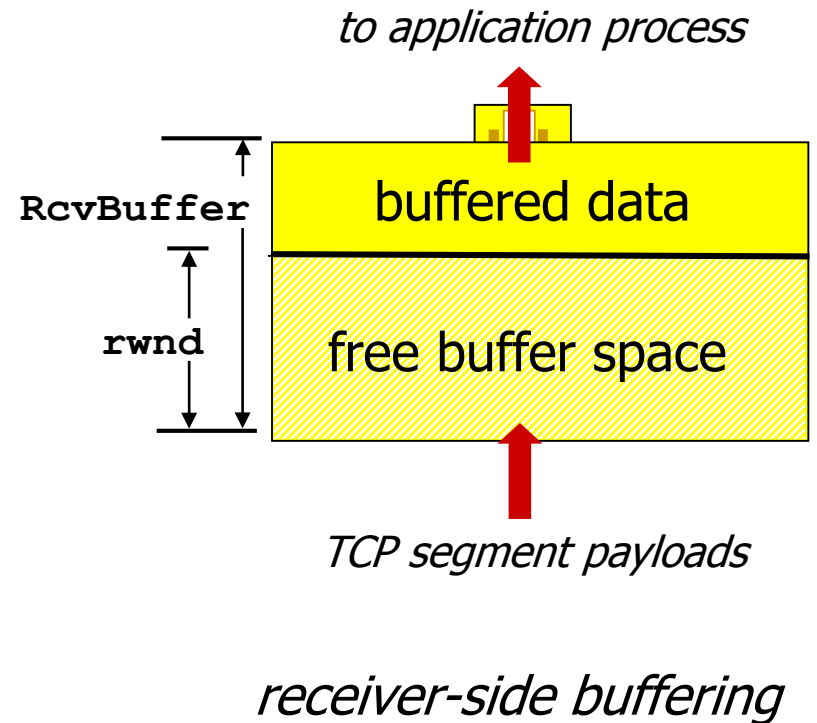 to application process
RcvBuffer
buffered data
rwnd
free buffer space
TCP segment payloads
receiver-side buffering